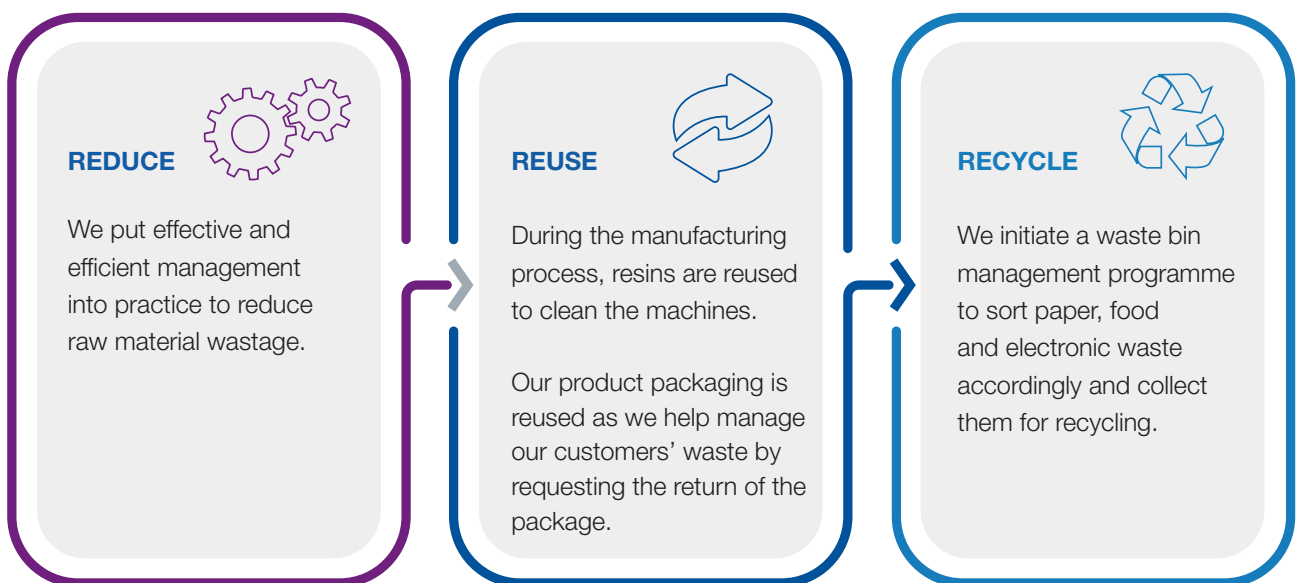 REDUCE
We put effective and
efficient management
into practice to reduce
raw material wastage.
REUSE
During the manufacturing
process, resins are reused
to clean the machines.
Our product packaging is
reused as we help manage
our customers’ waste by
requesting the return of the
package.
RECYCLE
We initiate a waste bin
management programme
to sort paper, food
and electronic waste
accordingly and collect
them for recycling.